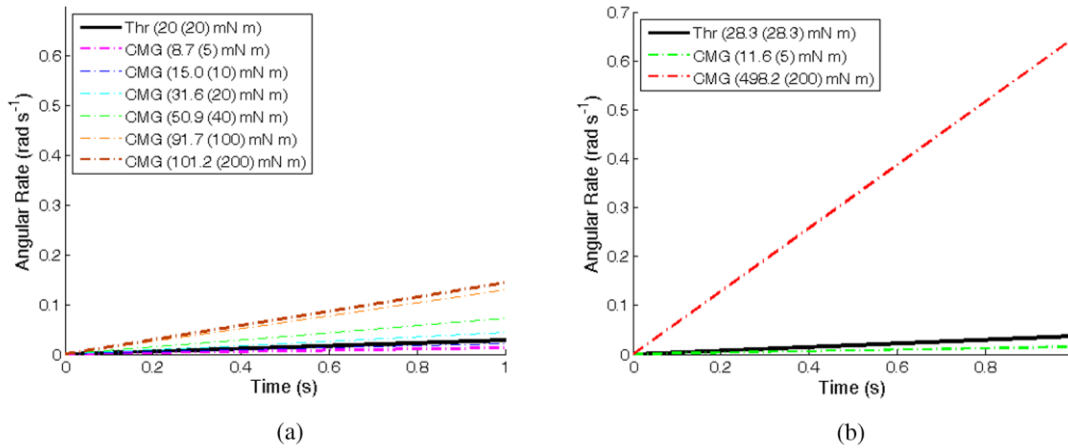 Angular Rate (rad s⁻¹)
0.6
0.5
0.4
0.3
0.2
0.1
0
Thr (20 (20) mN m)
CMG (8.7 (5) mN m)
CMG (15.0 (10) mN m)
CMG (31.6 (20) mN m)
CMG (50.9 (40) mN m)
CMG (91.7 (100) mN m)
CMG (101.2 (200) mN m)
0 0.2 0.4 0.6 0.8 1
Time (s)
(a)
Angular Rate (rad s⁻¹)
0.7
0.6
0.5
0.4
0.3
0.2
0.1
0
Thr (28.3 (28.3) mN m)
CMG (11.6 (5) mN m)
CMG (498.2 (200) mN m)
0 0.2 0.4 0.6 0.8
Time (s)
(b)